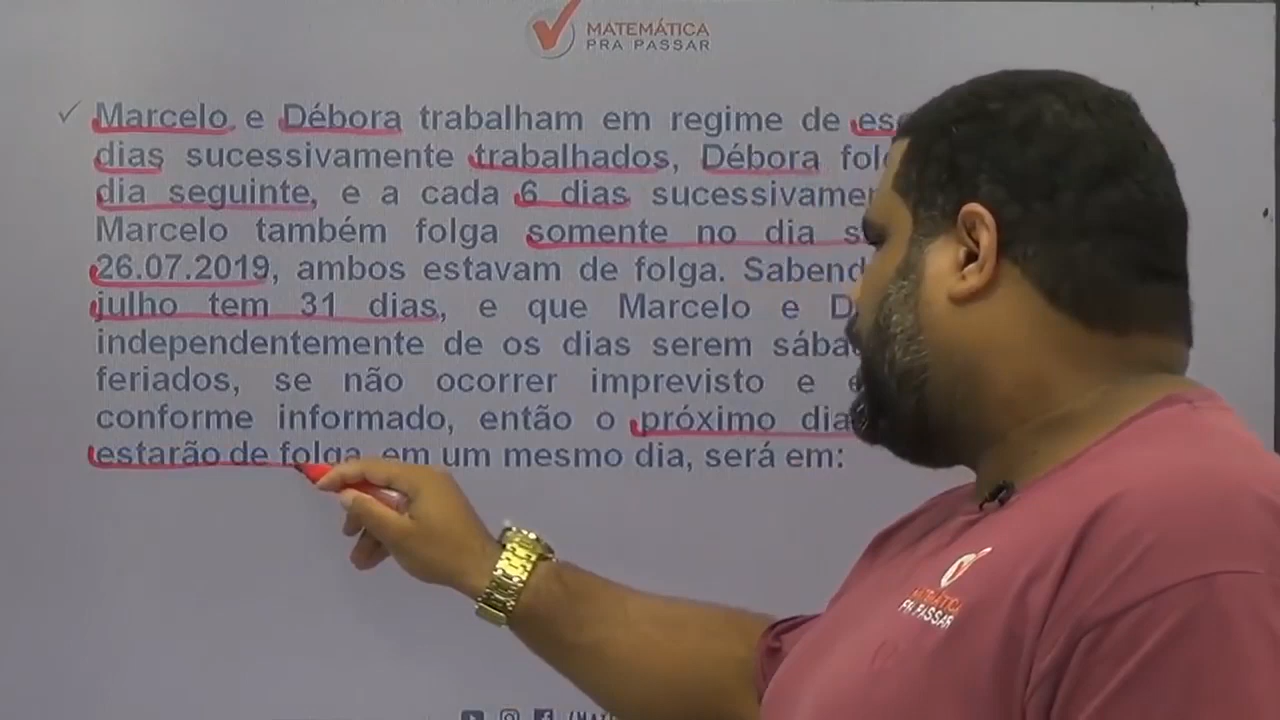 MATEMÁTICA
PRA PASSAR
Marcelo e Débora trabalham em regime de
dias sucessivamente trabalhados, Débora
dia seguinte, e a cada 6 dias
Marcelo também folga somente no dia
26.07.2019, ambos estavam de folga.
julho tem 31 dias, e que Marcelo e
independentemente de os dias serem
feriados, se não ocorrer imprevisto e
conforme informado, então o próximo dia
estarão de folga, em um mesmo dia, será em:
MATEMÁTICA
PRA PASSAR